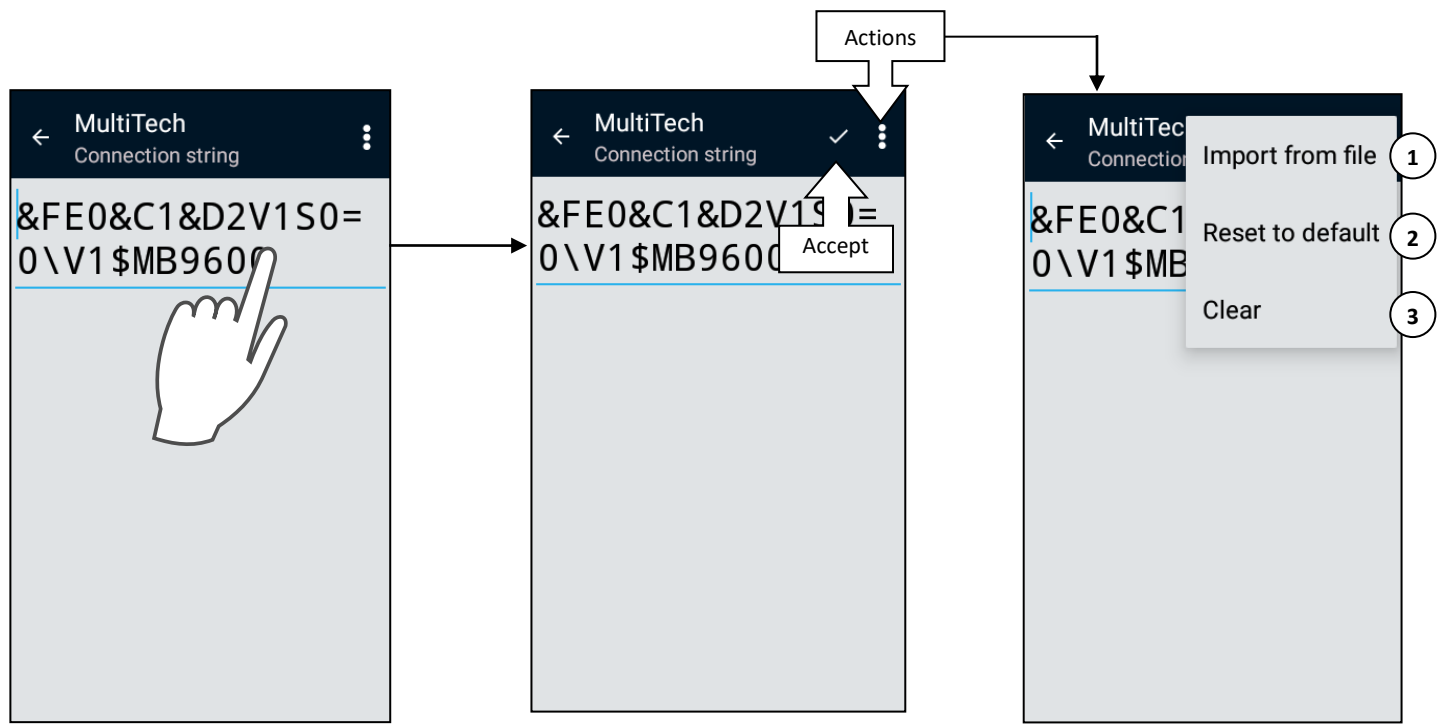 Actions
MultiTech
Connection string
&FE0&C1&D2V1S0=
0\V1$MB9600
MultiTech
Connection string
&FE0&C1&D2V1S0=
0\V1$MB9600
Accept
MultiTec
Connection
&FE0&C1
0\V1$MB
Import from file 1
Reset to default 2
Clear 3